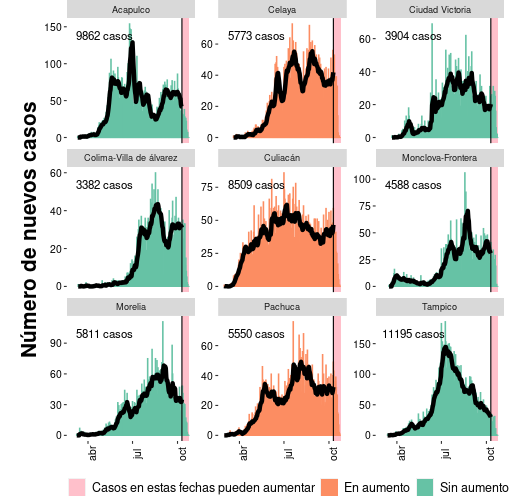 Número de nuevos casos
Acapulco
9862 casos
150
100
50
0
Celaya
5773 casos
60
40
20
0
Ciudad Victoria
3904 casos
60
40
20
0
Colima-Villa de álvarez
3382 casos
60
40
20
0
Culiacán
8509 casos
75
50
25
0
Monclova-Frontera
4588 casos
100
75
50
25
0
Morelia
5811 casos
90
60
30
0
abr
jul
oct
Pachuca
5550 casos
60
40
20
0
abr
jul
oct
Tampico
11195 casos
150
100
50
0
abr
jul
oct
Casos en estas fechas pueden aumentar
En aumento
Sin aumento